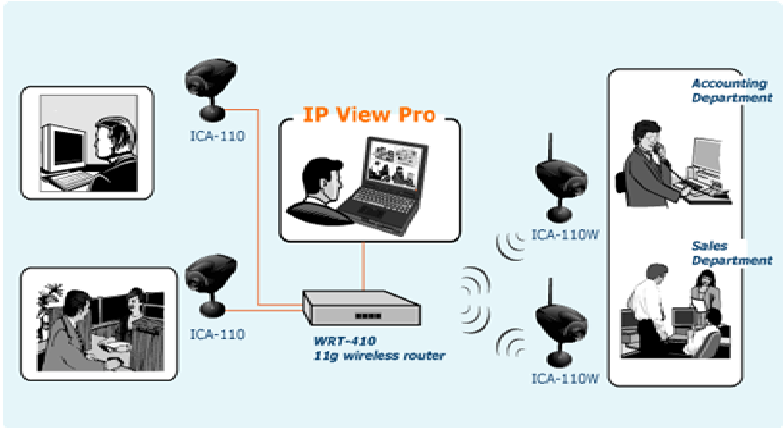 Accounting
Department
IP View Pro
ICA-110
ICA-110W
Sales
Department
ICA-110
WRT-410
11g wireless router
ICA-110W